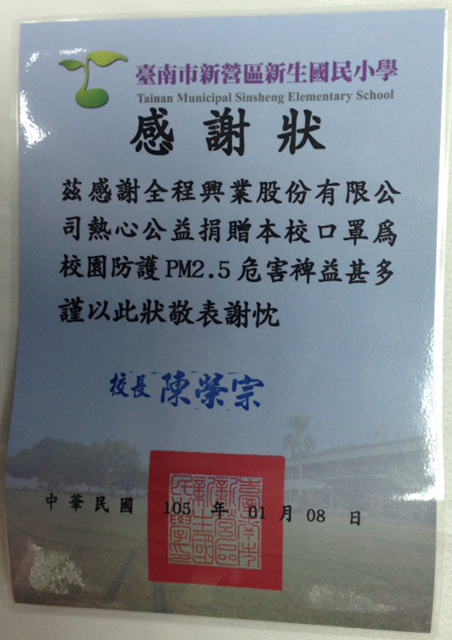 臺南市新營區新生國民小學
Tainan Municipal Sinsheng Elementary School
感謝狀
茲感謝全程興業股份有限公
司熱心公益捐贈本校口罩爲
校園防護PM2.5危害裨益甚多
謹以此狀敬表謝忱
校長 陳榮宗
中華民國 105 年 01 月 08 日